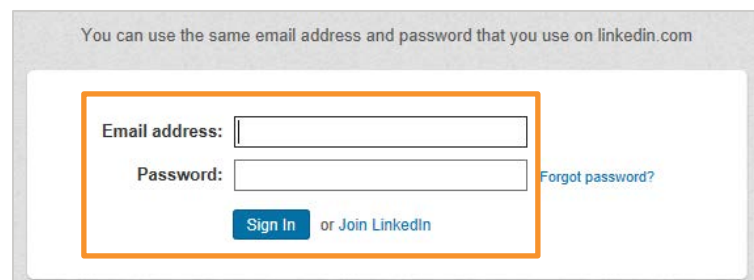 You can use the same email address and password that you use on linkedin.com
Email address:
Password:
Forgot password?
Sign In or Join LinkedIn